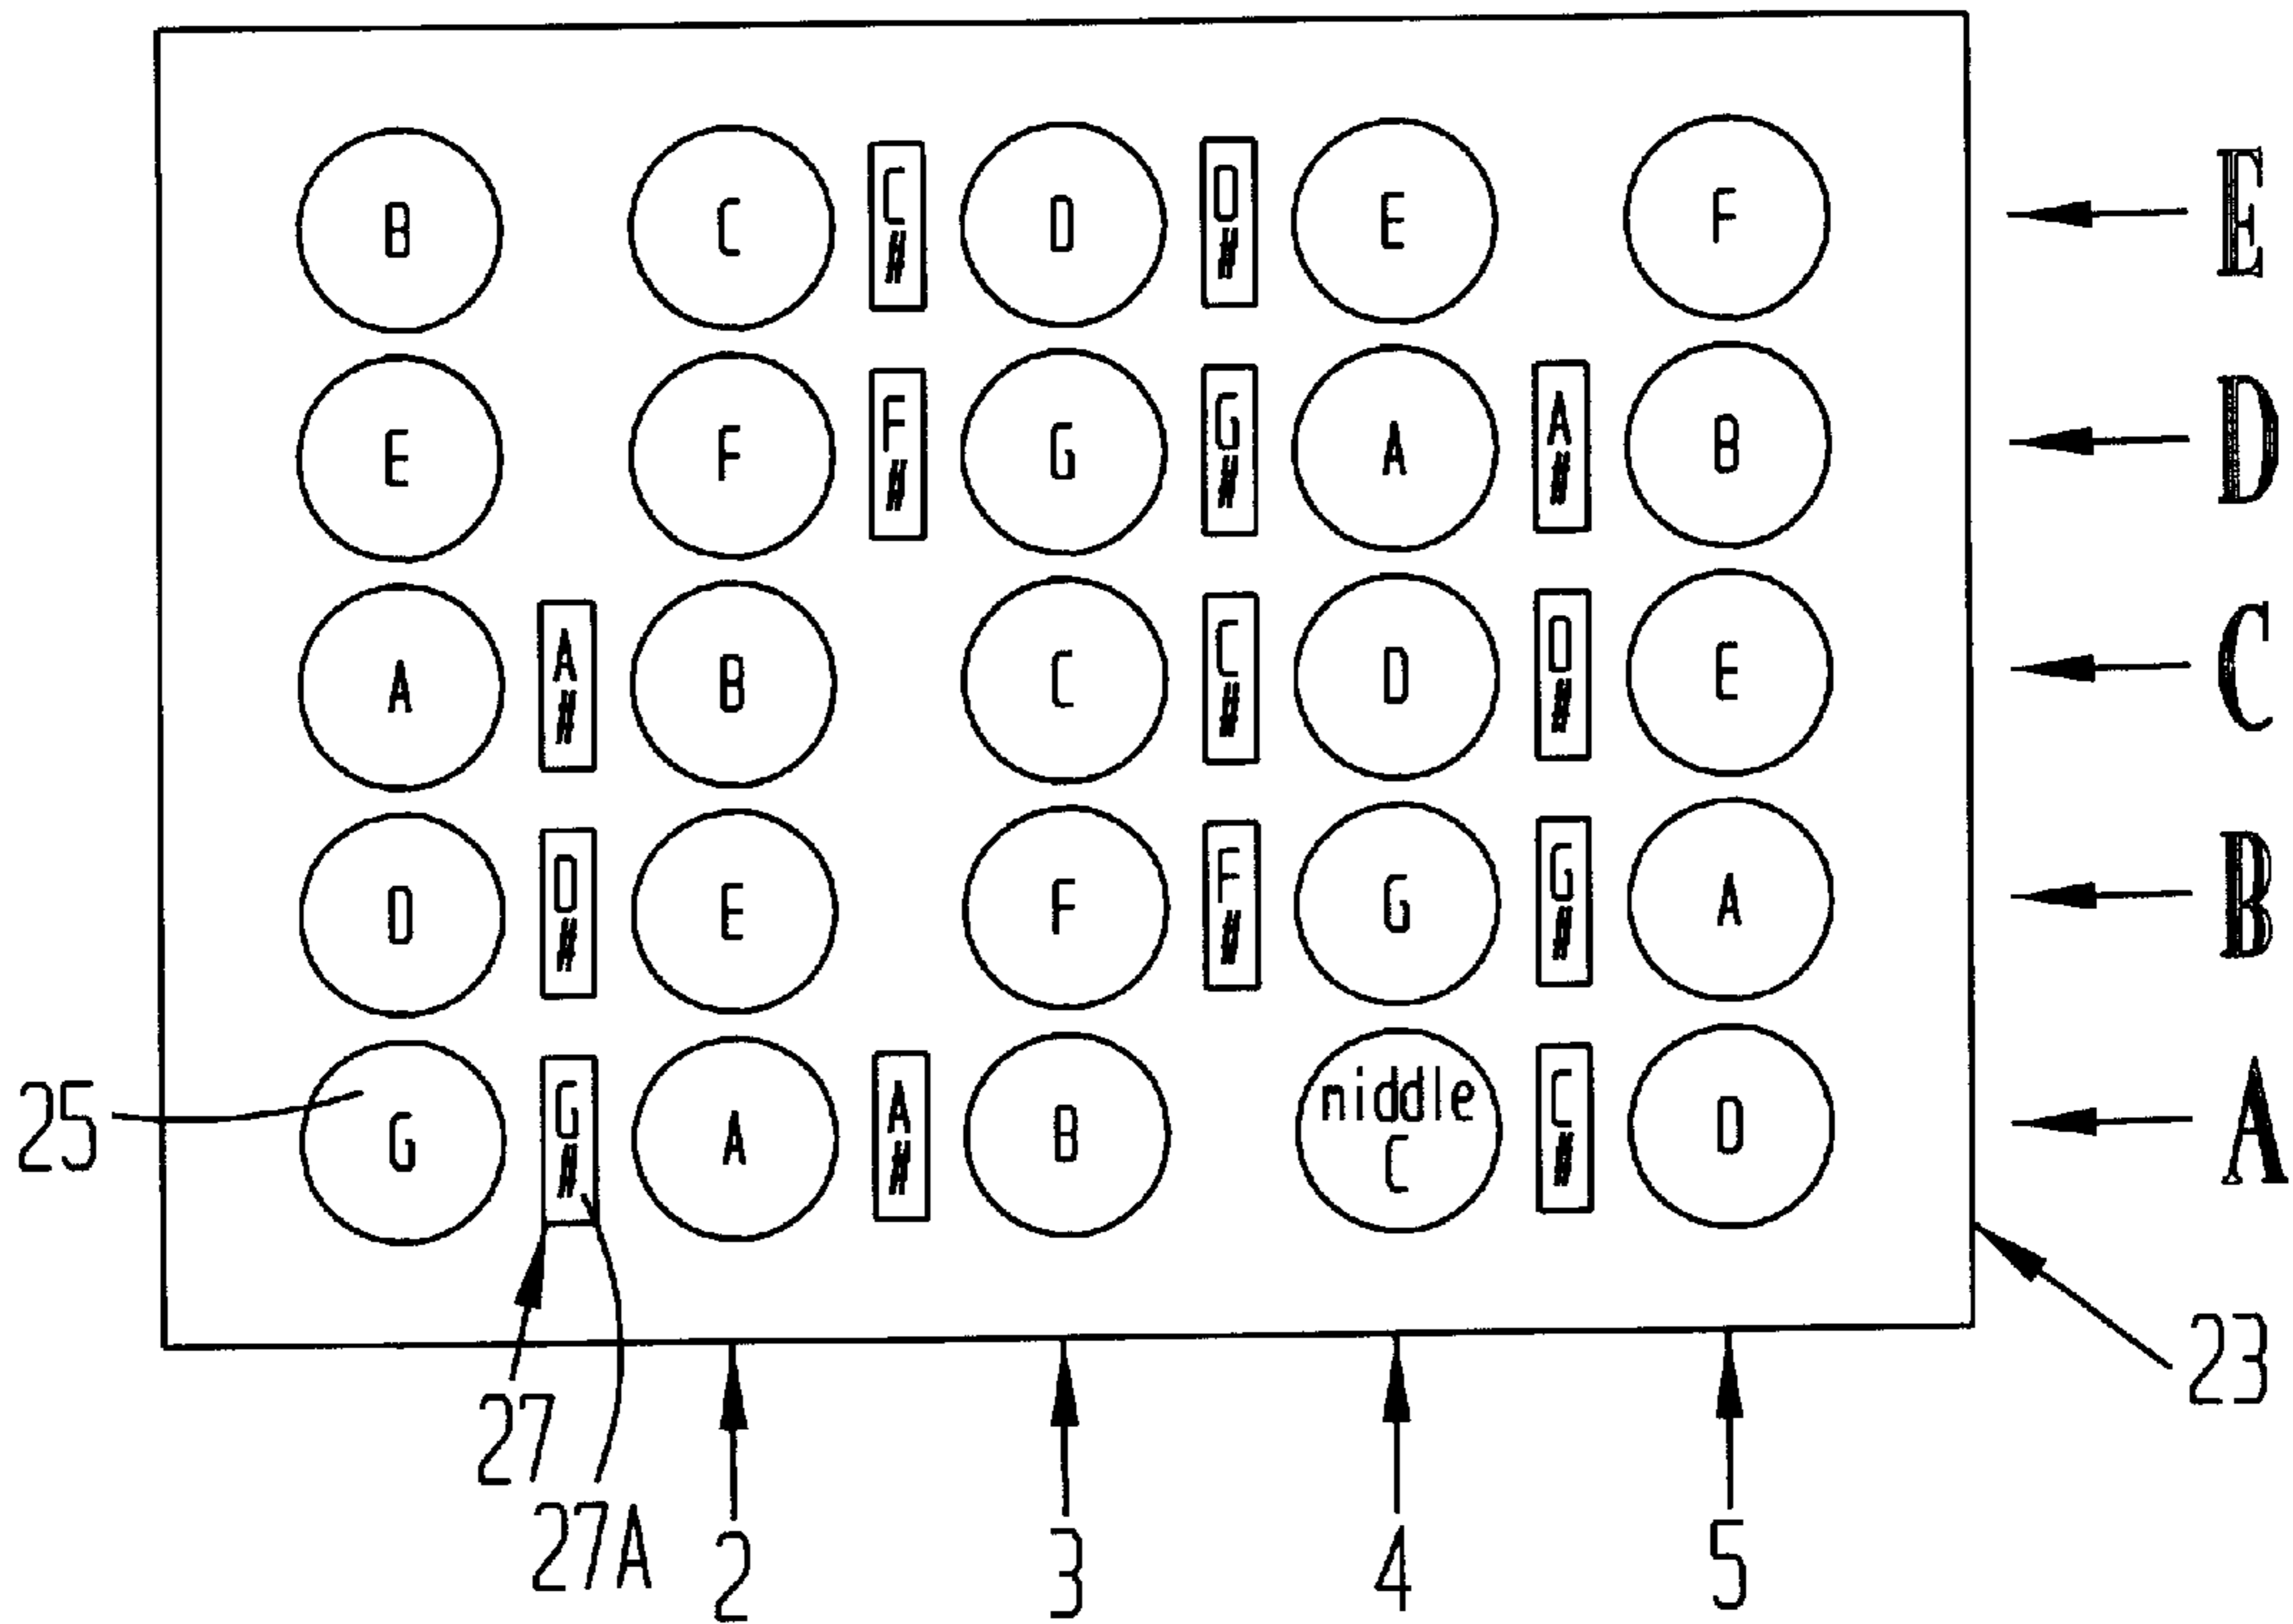 B C C# D D# E F E
E F F# G G# A A# B D
A A# B C C# D D# E C
D D# E F F# G G# A B
25 G G# A A# B middle C C# D A
27 27A 2 3 4 5 23